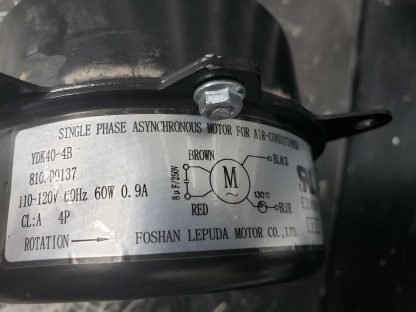 SINGLE PHASE ASYNCHRONOUS MOTOR FOR AIR-CONDITIONER
YDK40-4B
810.00137
110-120V 60Hz 60W 0.9A
CL:A 4P
ROTATION
BROWN
8μF/250V
RED
M
BLACK
130℃
BLUE
FOSHAN LEPUDA MOTOR CO.,LTD.